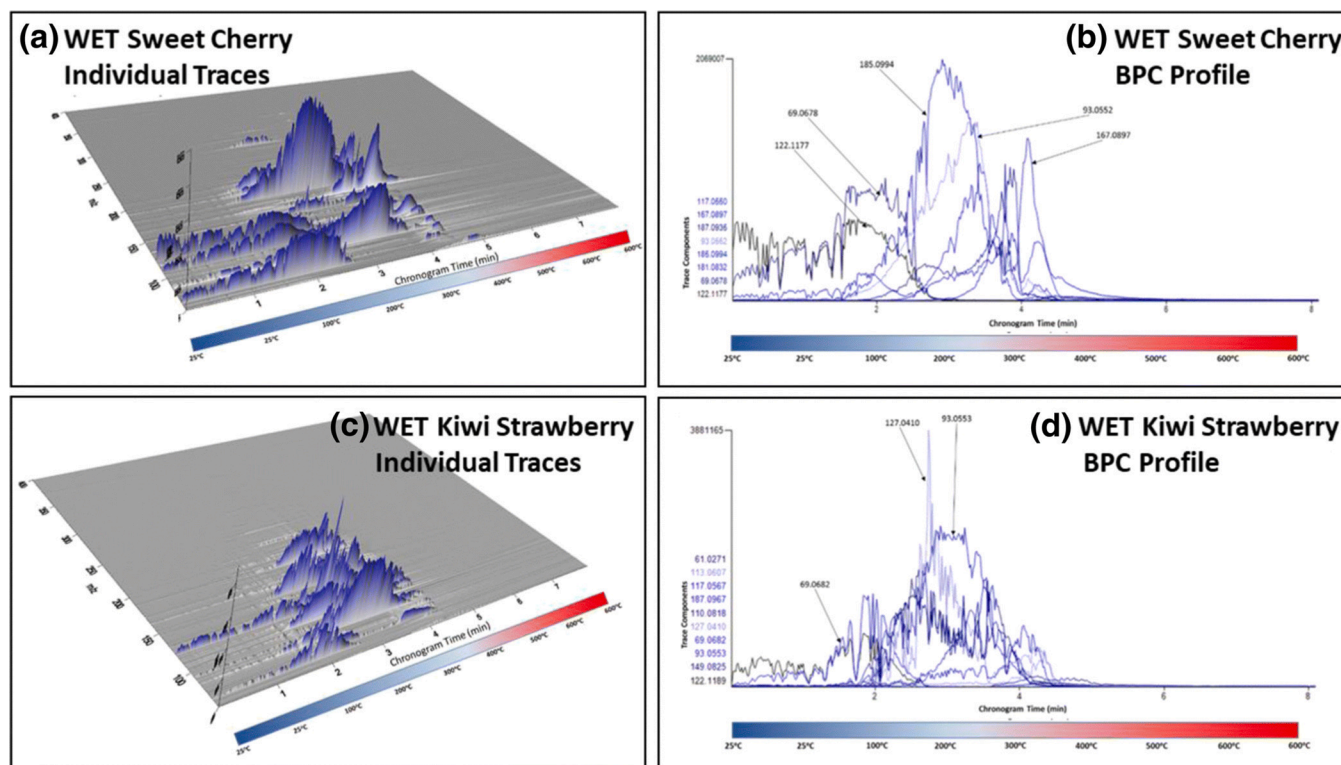 (a) WET Sweet Cherry
Individual Traces
1
2
3
4
5
6
7
Chronogram Time (min)
25°C
25°C
100°C
200°C
300°C
400°C
500°C
600°C
600°C
(b) WET Sweet Cherry
BPC Profile
2069007
185.0994
69.0678
122.1177
93.0552
167.0897
Trace Components
117.0660
167.0897
187.0936
93.0662
185.0994
181.0832
69.0678
122.1177
2
4
6
8
Chronogram Time (min)
25°C
25°C
100°C
200°C
300°C
400°C
500°C
600°C
600°C
(c) WET Kiwi Strawberry
Individual Traces
100
150
200
250
300
1
2
3
4
5
6
7
Chronogram Time (min)
25°C
25°C
100°C
200°C
300°C
400°C
500°C
600°C
600°C
(d) WET Kiwi Strawberry
BPC Profile
3881165
127.0410
93.0553
69.0682
Trace Components
61.0271
113.0607
117.0567
187.0967
110.0818
127.0410
69.0682
93.0553
149.0825
122.1189
2
4
6
8
Chronogram Time (min)
25°C
25°C
100°C
200°C
300°C
400°C
500°C
600°C
600°C